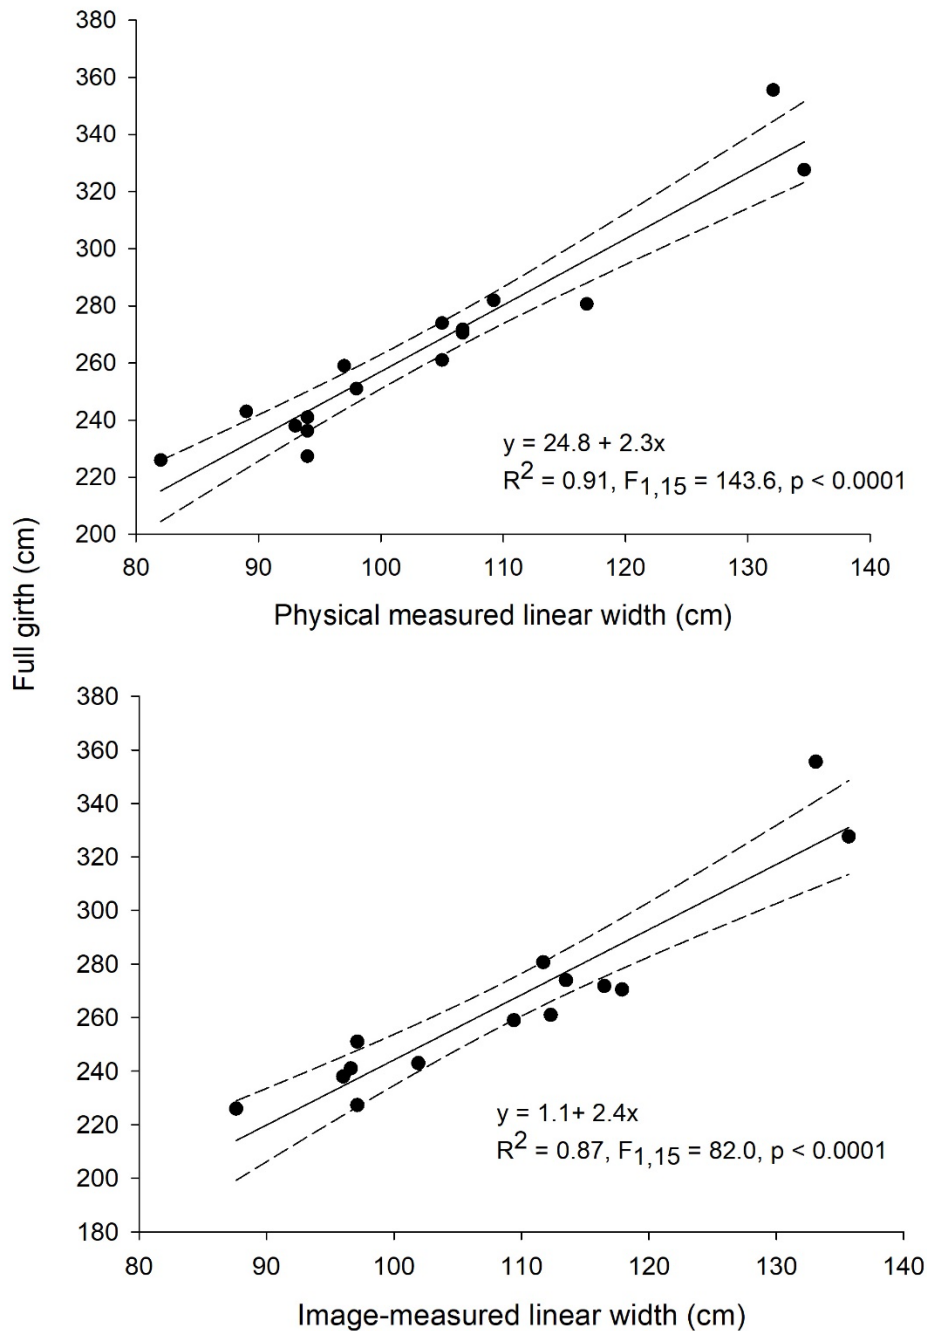 380
360
340
320
300
280
260
240
220
200
80 90 100 110 120 130 140
y = 24.8 + 2.3x
R2 = 0.91, F1,15 = 143.6, p < 0.0001
Physical measured linear width (cm)
Full girth (cm)
380
360
340
320
300
280
260
240
220
200
180
80 90 100 110 120 130 140
y = 1.1+ 2.4x
R2 = 0.87, F1,15 = 82.0, p < 0.0001
Image-measured linear width (cm)